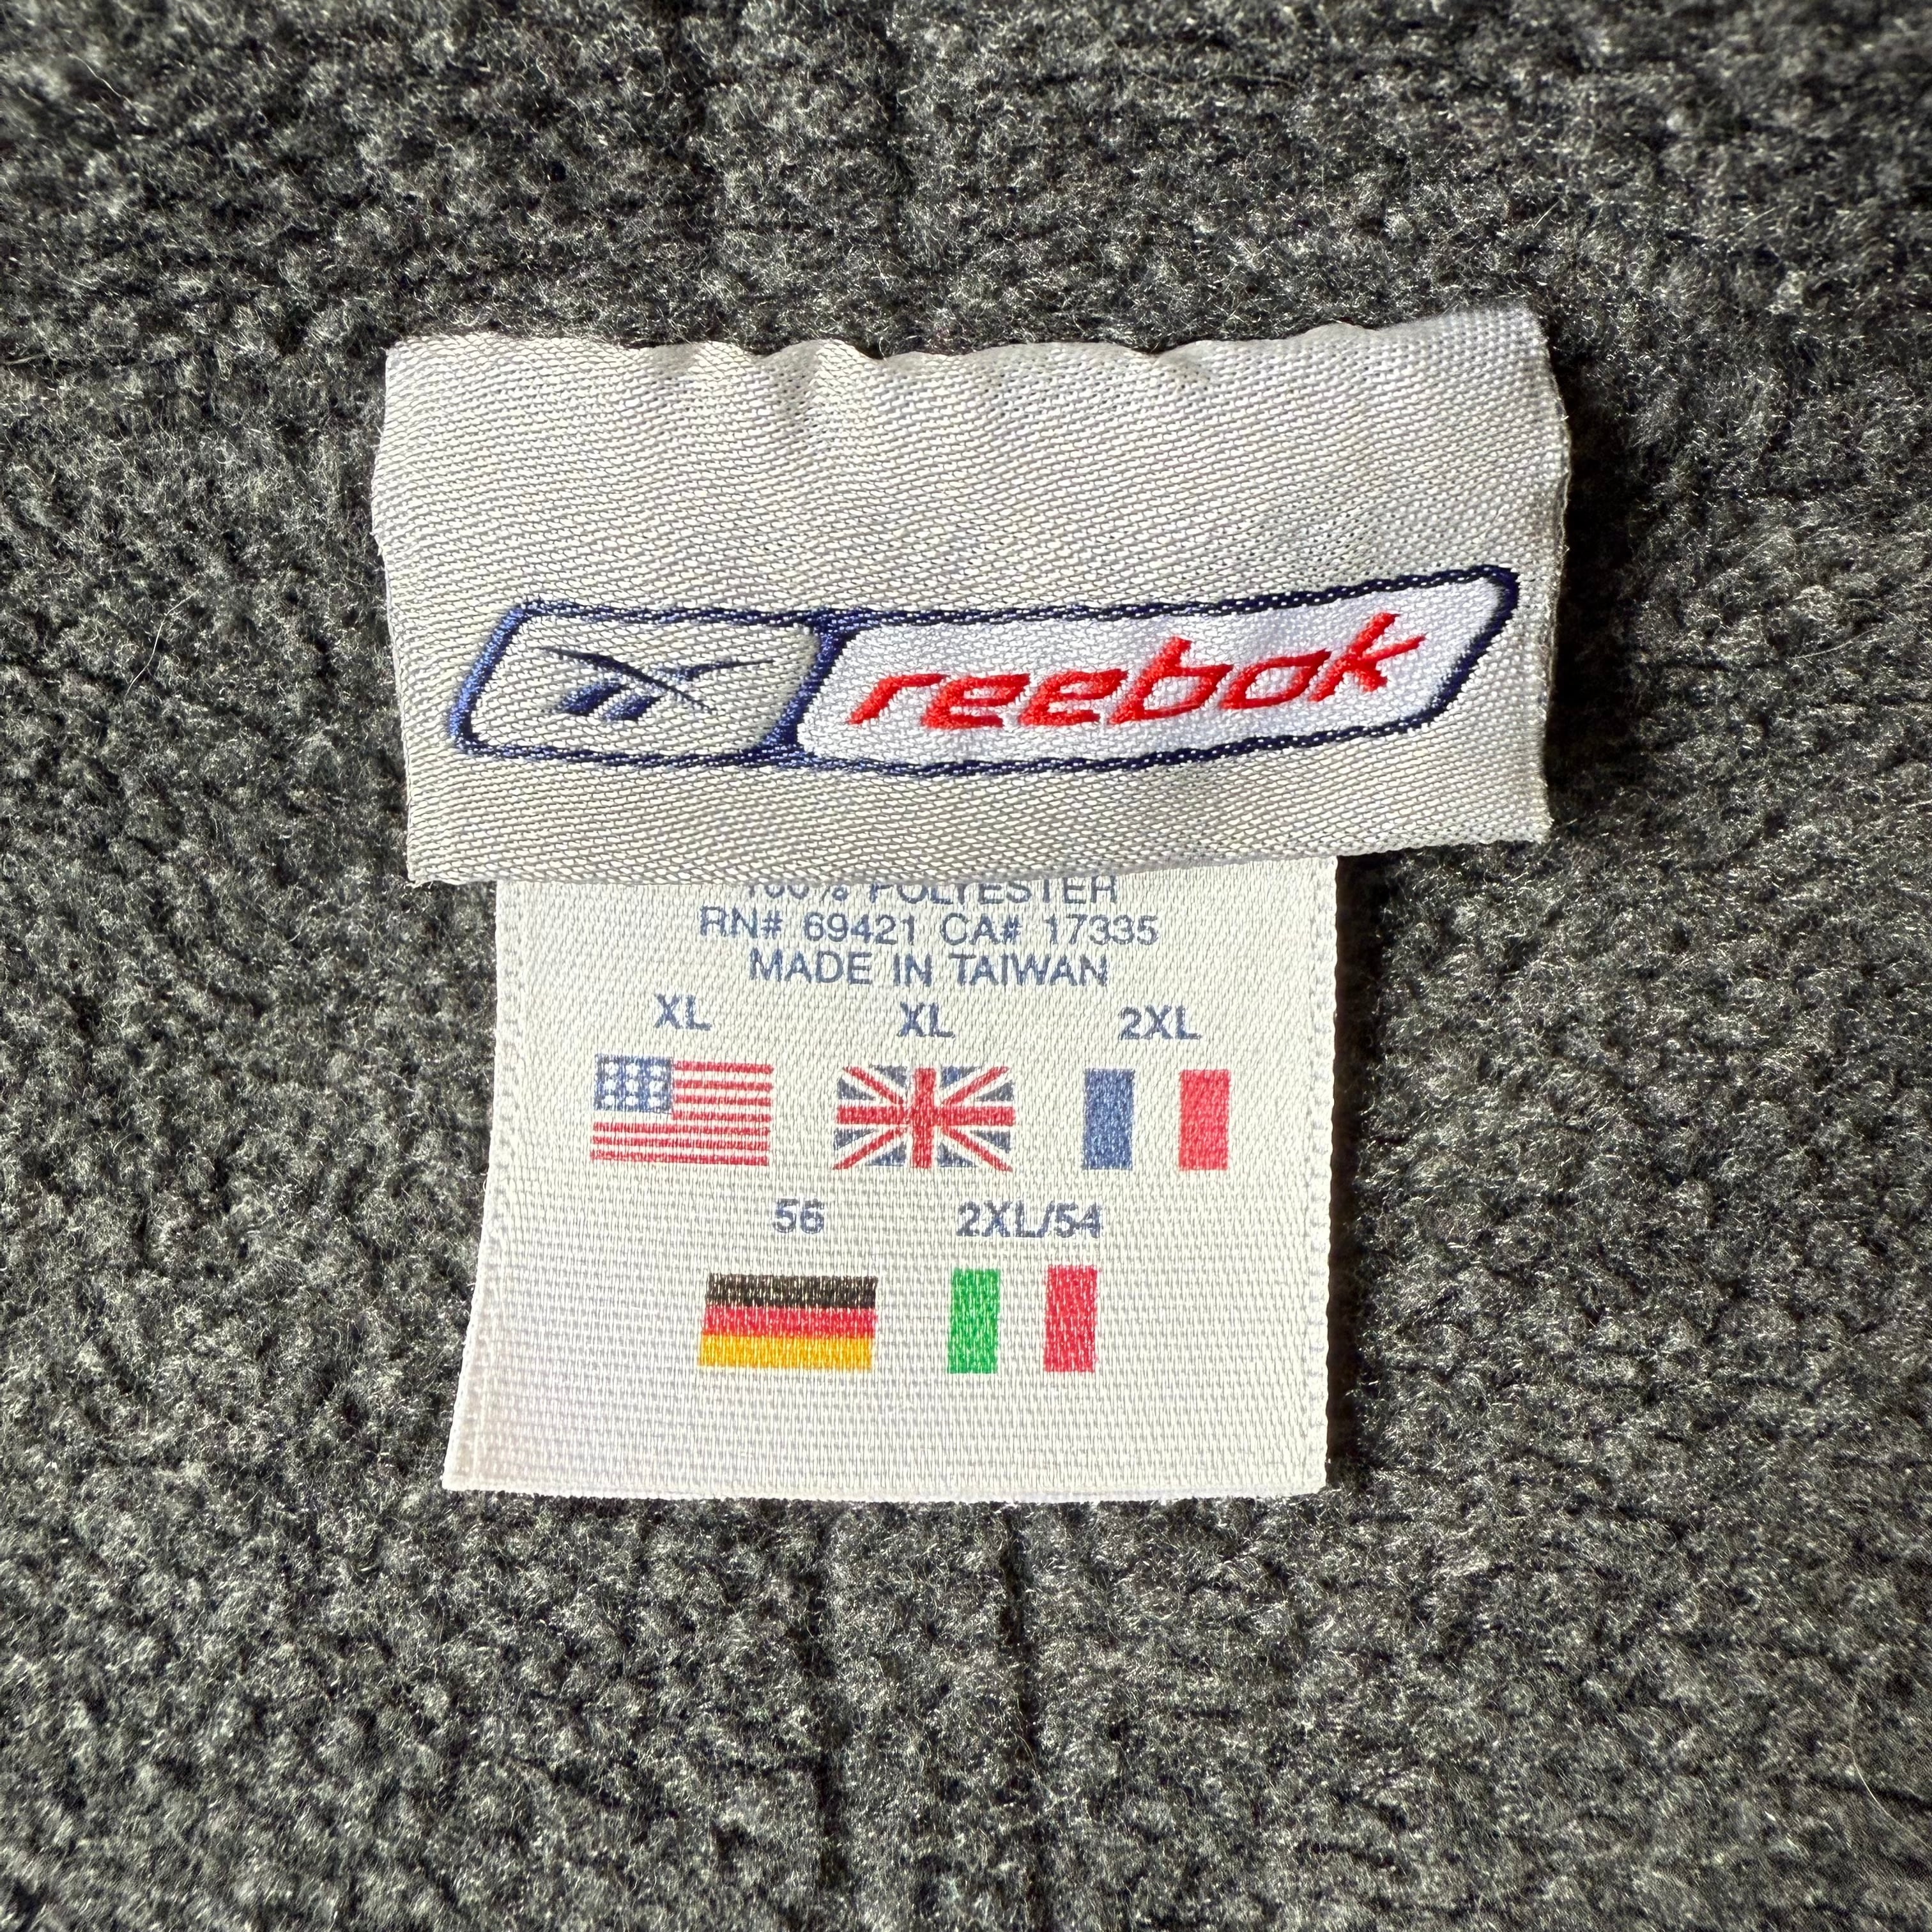 reebok
100% POLYESTER
RN# 69421 CA# 17335
MADE IN TAIWAN
XL XL 2XL
56 2XL/54